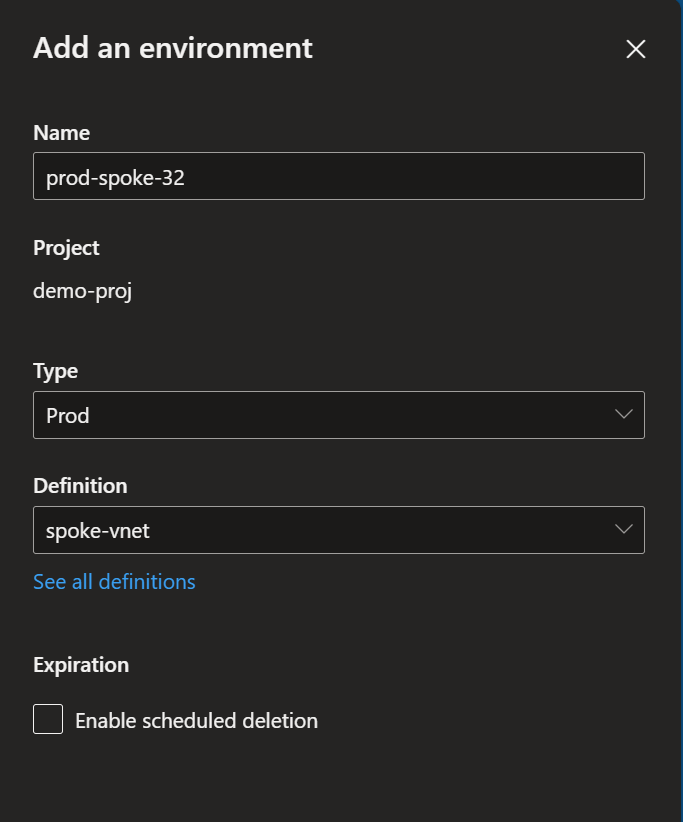 Add an environment
Name
prod-spoke-32
Project
demo-proj
Type
Prod
Definition
spoke-vnet
See all definitions
Expiration
Enable scheduled deletion